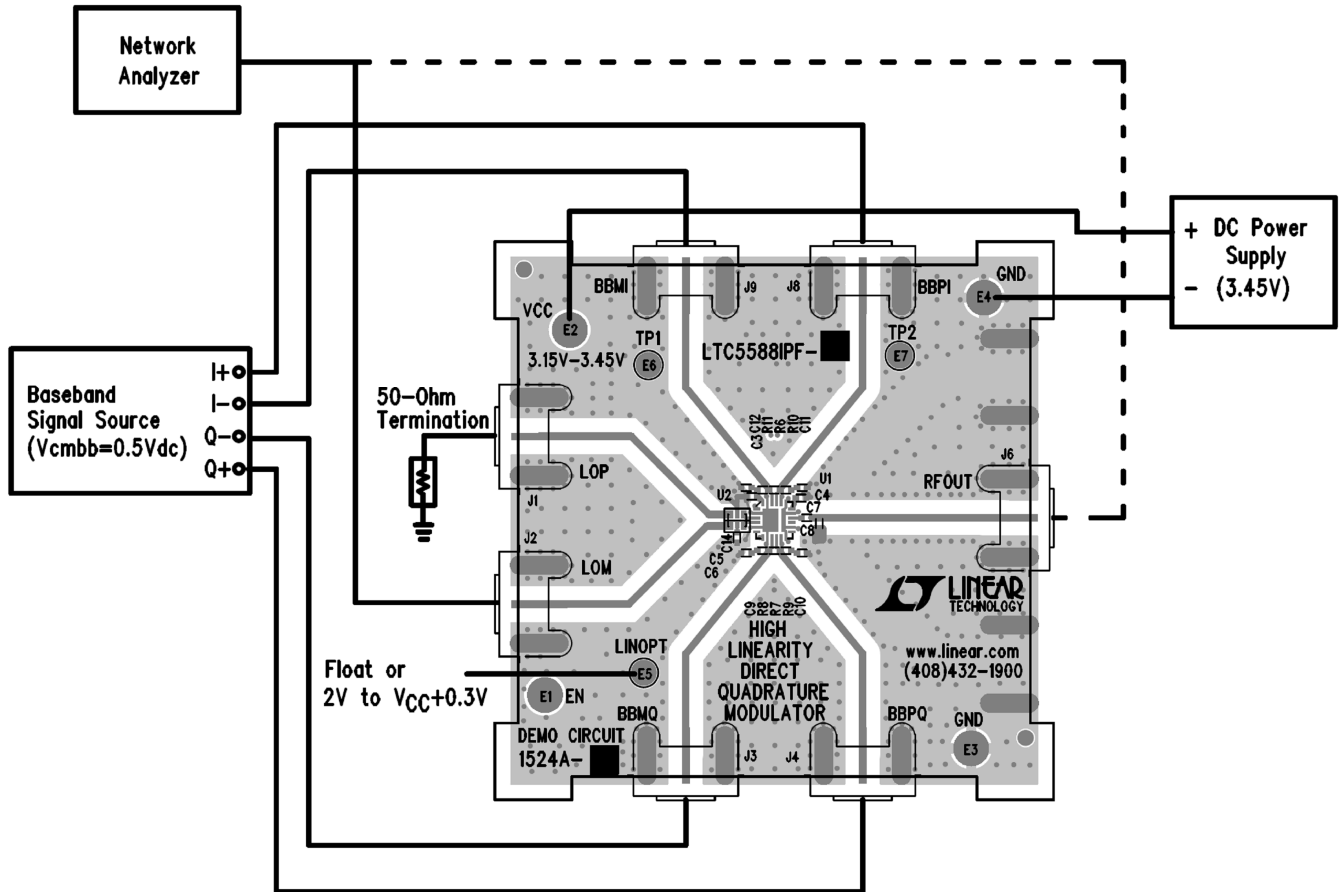 Network
Analyzer
+ DC Power
Supply
- (3.45V)
Baseband
Signal Source
(Vcmbb=0.5Vdc)
I+
I-
Q-
Q+
50-Ohm
Termination
Float or
2V to VCC+0.3V
BBMI
J9
J8
BBPI
GND
E4
VCC
E2
3.15V-3.45V
TP1
E6
LTC5588IPF-
TP2
E7
C3
C12
R11
R6
R10
C11
LOP
J1
J2
LOM
U2
U1
C4
C7
C8
C14
C5
C6
RFOUT
J6
C9
R8
R7
R9
C10
LINEAR
TECHNOLOGY
www.linear.com
(408)432-1900
HIGH
LINEARITY
DIRECT
QUADRATURE
MODULATOR
LINOPT
E5
E1
EN
BBMQ
J3
J4
BBPQ
GND
E3
DEMO CIRCUIT
1524A-